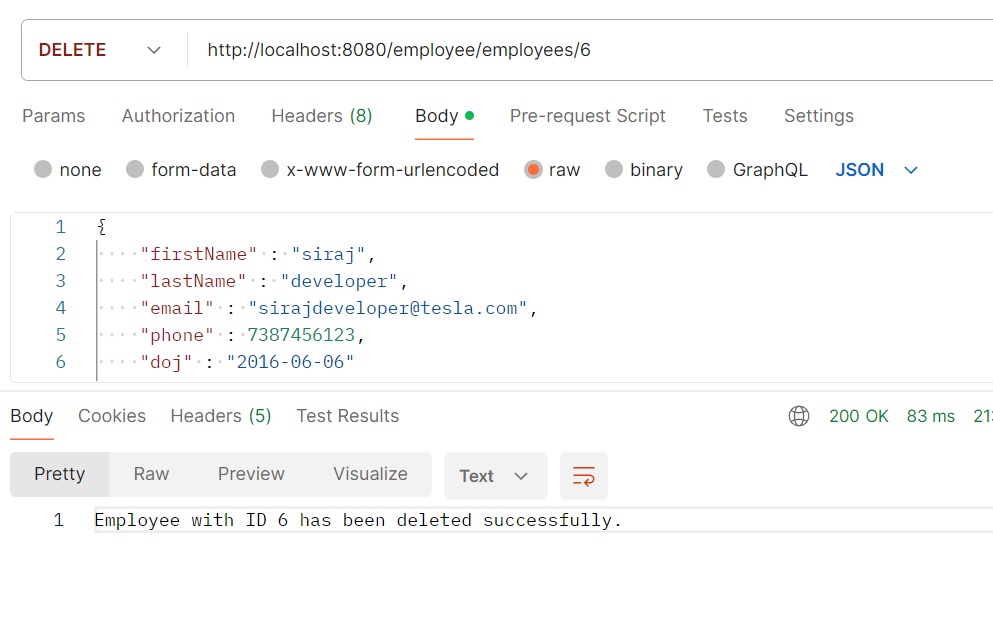 DELETE http://localhost:8080/employee/employees/6
Params Authorization Headers (8) Body Pre-request Script Tests Settings
none form-data x-www-form-urlencoded raw binary GraphQL JSON
1 {
2 "firstName" : "siraj",
3 "lastName" : "developer",
4 "email" : "sirajdeveloper@tesla.com",
5 "phone" : 7387456123,
6 "doj" : "2016-06-06"
Body Cookies Headers (5) Test Results 200 OK 83 ms
Pretty Raw Preview Visualize Text
1 Employee with ID 6 has been deleted successfully.